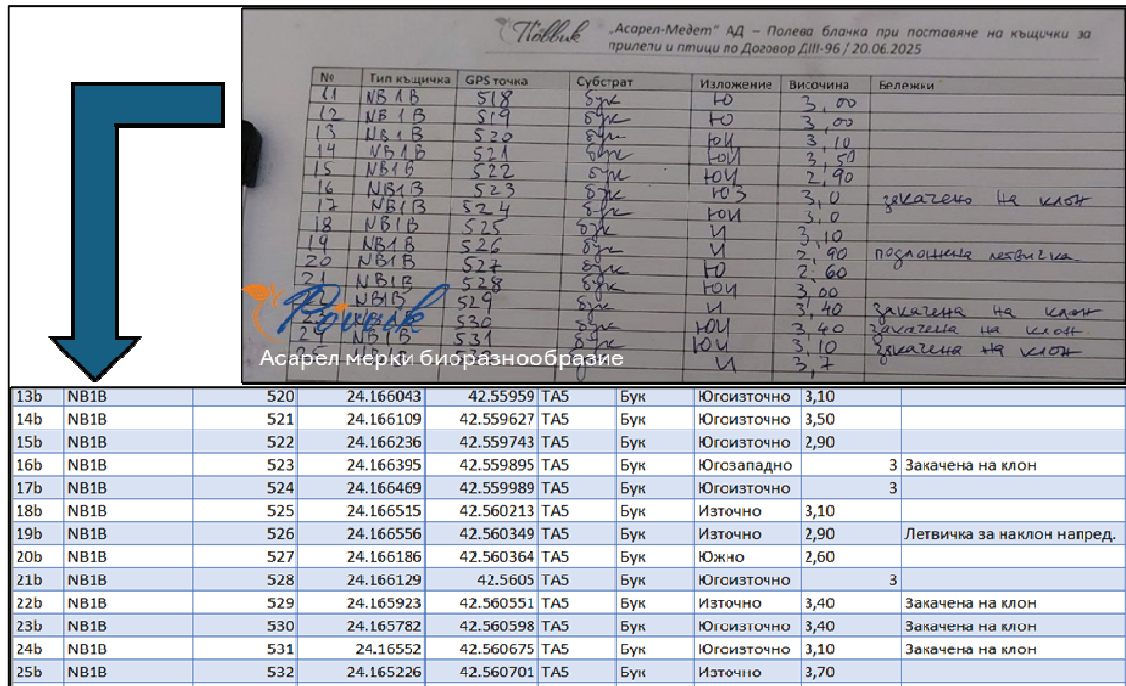 Поввик „Асарел-Медет“ АД – Полева бланка при поставяне на къщички за
прилепи и птици по Договор ДІІІ-96 / 20.06.2025
№ Тип къщичка GPS точка Субстрат Изложение Височина Бележки
11 NB1B 518 бук Ю 3,00
12 NB1B 519 бук Ю 3,00
13 NB1B 520 бук ЮИ 3,10
14 NB1B 521 бук ЮИ 3,50
15 NB1B 522 бук ЮИ 2,90
16 NB1B 523 бук ЮЗ 3,0 закачено на клон
17 NB1B 524 бук ЮИ 3,0
18 NB1B 525 бук И 3,10
19 NB1B 526 бук И 2,90 летвичка
20 NB1B 527 бук Ю 2.60
21 NB1B 528 бук ЮИ 3,00
22 NB1B 529 бук И 3,40 закачена на клон
23 530 бук ЮИ 3,40 закачена на клон
24 NB1B 531 бук ЮИ 3,10 закачена на клон
И 3,7
Povvik
Асарел мерки биоразнообразие
13b NB1B 520 24.166043 42.55959 TA5 Бук Югоизточно 3,10
14b NB1B 521 24.166109 42.559627 TA5 Бук Югоизточно 3,50
15b NB1B 522 24.166236 42.559743 TA5 Бук Югоизточно 2,90
16b NB1B 523 24.166395 42.559895 TA5 Бук Югозападно 3 Закачена на клон
17b NB1B 524 24.166469 42.559989 TA5 Бук Югоизточно 3
18b NB1B 525 24.166515 42.560213 TA5 Бук Източно 3,10
19b NB1B 526 24.166556 42.560349 TA5 Бук Източно 2,90 Летвичка за наклон напред.
20b NB1B 527 24.166186 42.560364 TA5 Бук Южно 2,60
21b NB1B 528 24.166129 42.5605 TA5 Бук Югоизточно 3
22b NB1B 529 24.165923 42.560551 TA5 Бук Източно 3,40 Закачена на клон
23b NB1B 530 24.165782 42.560598 TA5 Бук Югоизточно 3,40 Закачена на клон
24b NB1B 531 24.16552 42.560675 TA5 Бук Югоизточно 3,10 Закачена на клон
25b NB1B 532 24.165226 42.560701 TA5 Бук Източно 3,70